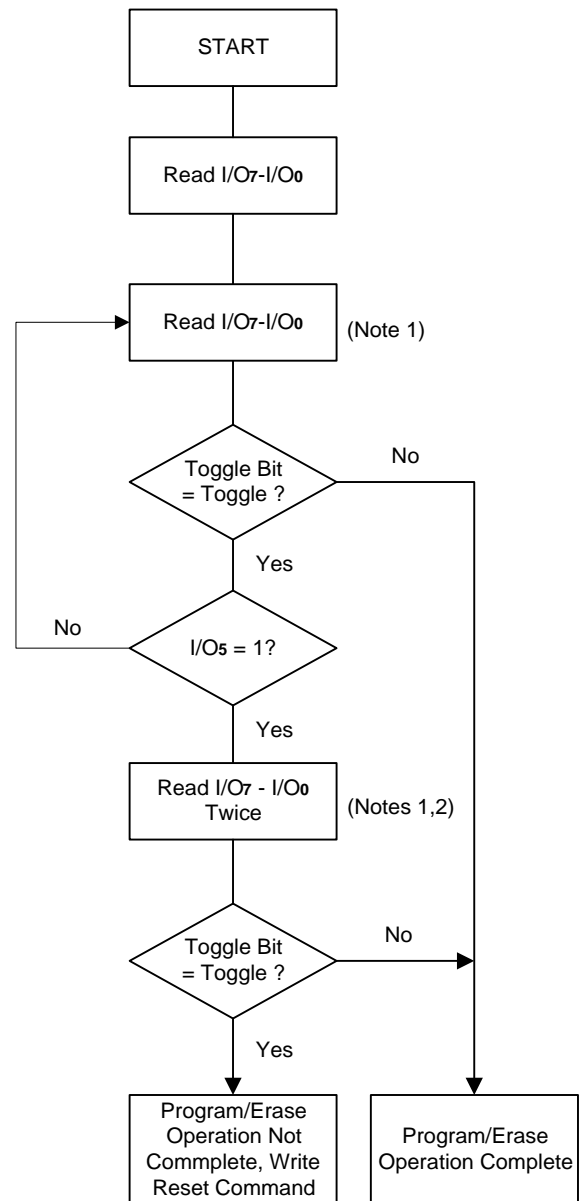 START
Read I/O7-I/O0
Read I/O7-I/O0
(Note 1)
Toggle Bit
= Toggle ?
No
Yes
No
I/O5 = 1?
Yes
Read I/O7 - I/O0
Twice
(Notes 1,2)
Toggle Bit
= Toggle ?
No
Yes
Program/Erase
Operation Not
Commplete, Write
Reset Command
Program/Erase
Operation Complete